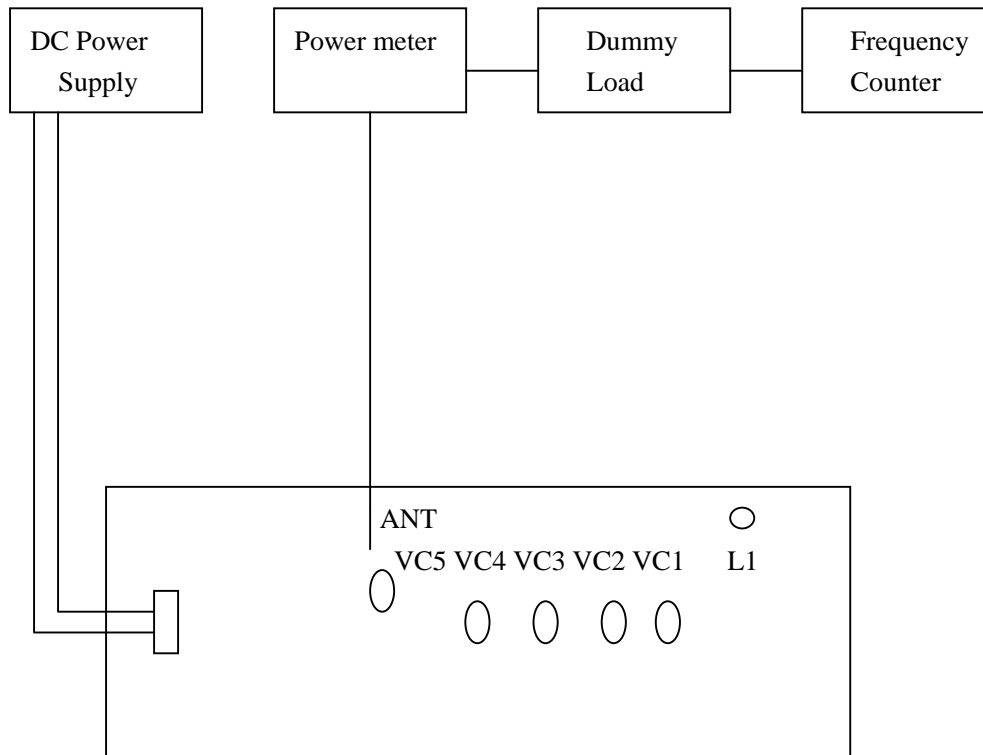 DC Power
Supply
Power meter
Dummy
Load
Frequency
Counter
ANT
VC5 VC4 VC3 VC2 VC1 L1